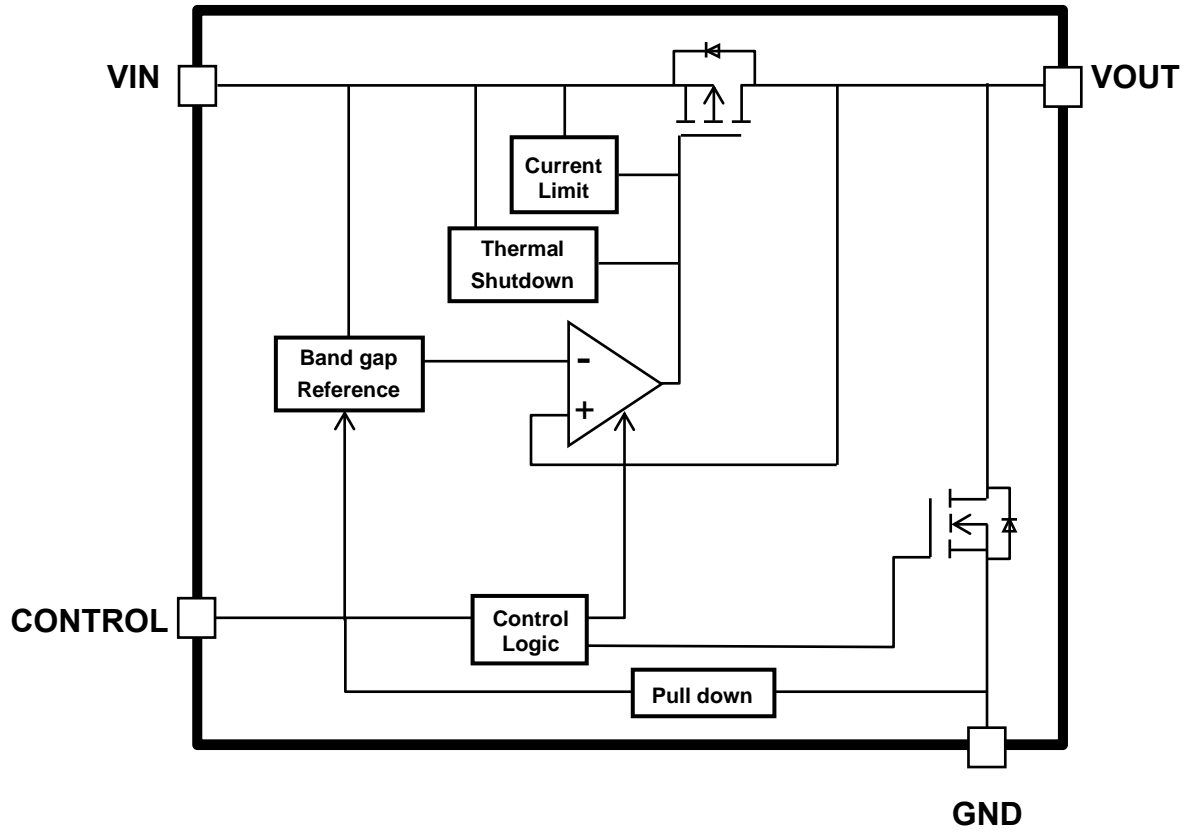 VIN
VOUT
Current
Limit
Thermal
Shutdown
Band gap
Reference
-
+
CONTROL
Control
Logic
Pull down
GND